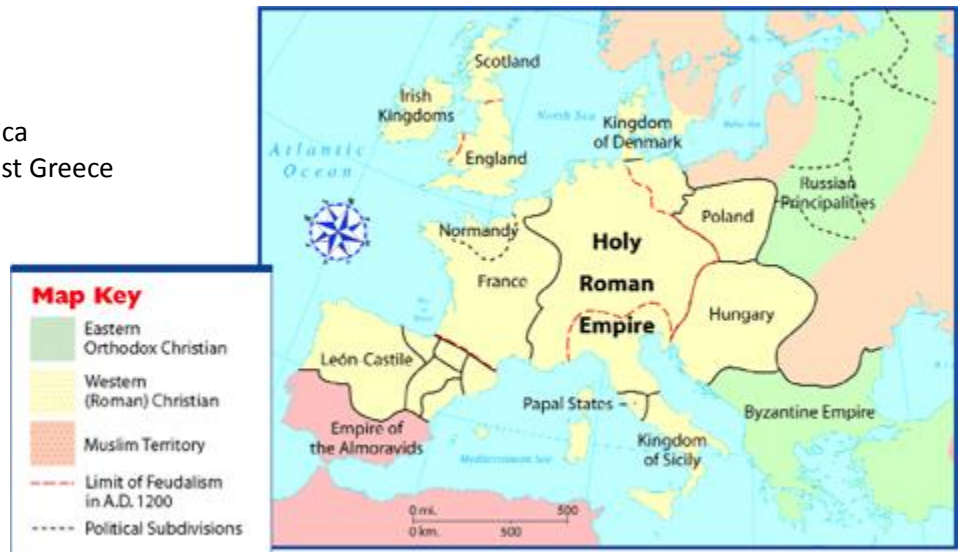 ca
st Greece
Scotland
Irish
Kingdoms
North Sea
Kingdom
of Denmark
Baltic Sea
Atlantic
Ocean
England
Russian
Principalities
Poland
Normandy
Holy
Roman
Empire
France
Hungary
León-Castile
Papal States
Byzantine Empire
Empire of
the Almoravids
Mediterranean Sea
Kingdom
of Sicily
0 mi. 500
0 km. 500
Map Key
Eastern
Orthodox Christian
Western
(Roman) Christian
Muslim Territory
Limit of Feudalism
in A.D. 1200
Political Subdivisions